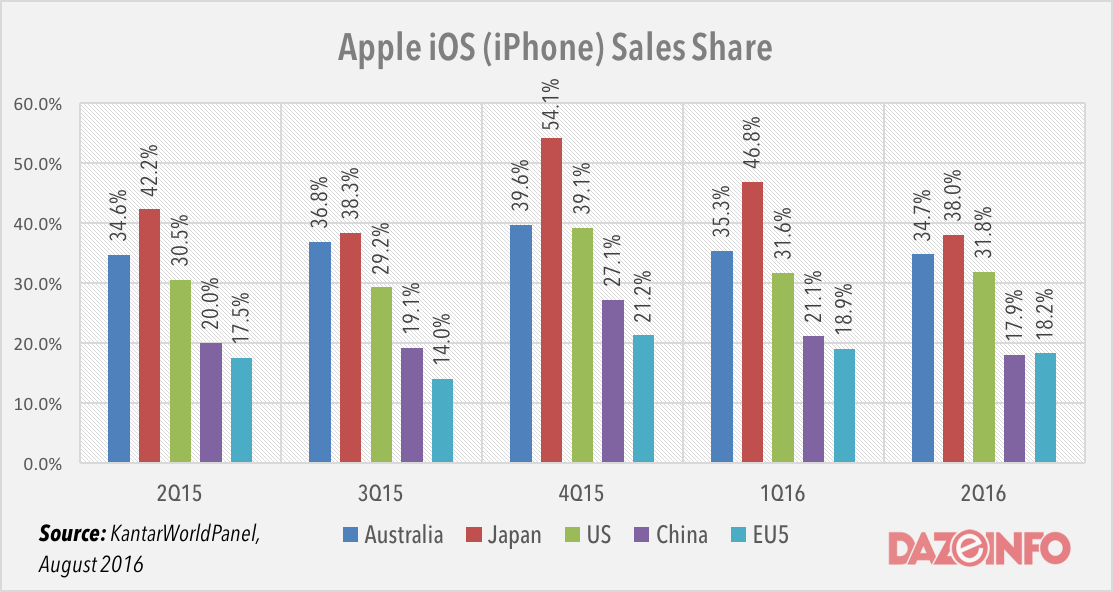 Apple iOS (iPhone) Sales Share
60.0%
50.0%
40.0%
30.0%
20.0%
10.0%
0.0%
34.6%
42.2%
30.5%
20.0%
17.5%
36.8%
38.3%
29.2%
19.1%
14.0%
39.6%
54.1%
39.1%
27.1%
21.2%
35.3%
46.8%
31.6%
21.1%
18.9%
34.7%
38.0%
31.8%
17.9%
18.2%
2Q15
3Q15
4Q15
1Q16
2Q16
Source: KantarWorldPanel,
August 2016
Australia
Japan
US
China
EU5
DAZEINFO